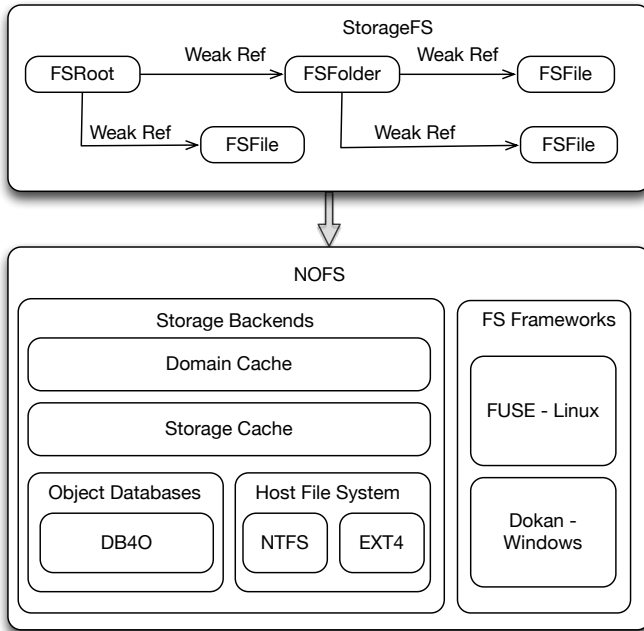 StorageFS
Weak Ref
Weak Ref
FSRoot
FSFolder
FSFile
Weak Ref
Weak Ref
FSFile
FSFile
NOFS
Storage Backends
FS Frameworks
Domain Cache
Storage Cache
FUSE - Linux
Object Databases
Host File System
DB4O
NTFS
EXT4
Dokan -
Windows